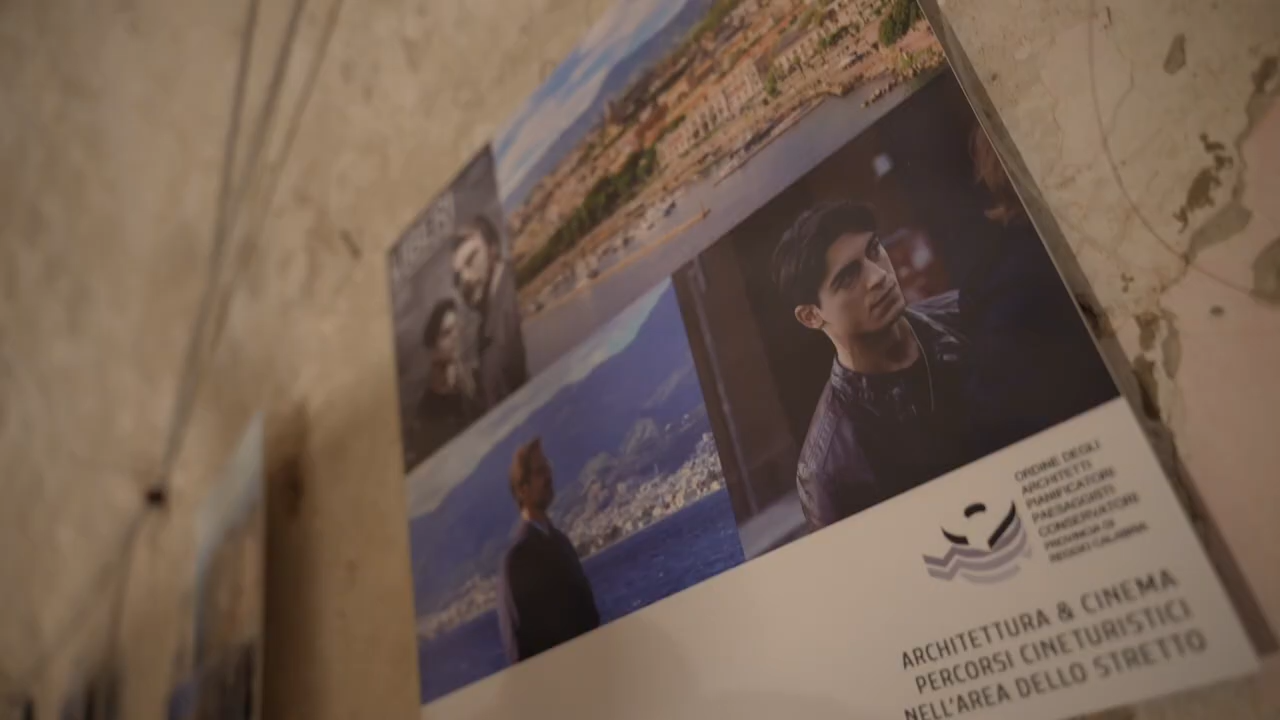 ORDINE DEGLI
ARCHITETTI
PIANIFICATORI
PAESAGGISTI
CONSERVATORI
PROVINCIA DI
REGGIO CALABRIA
ARCHITETTURA & CINEMA
PERCORSI CINETURISTICI
NELL'AREA DELLO STRETTO